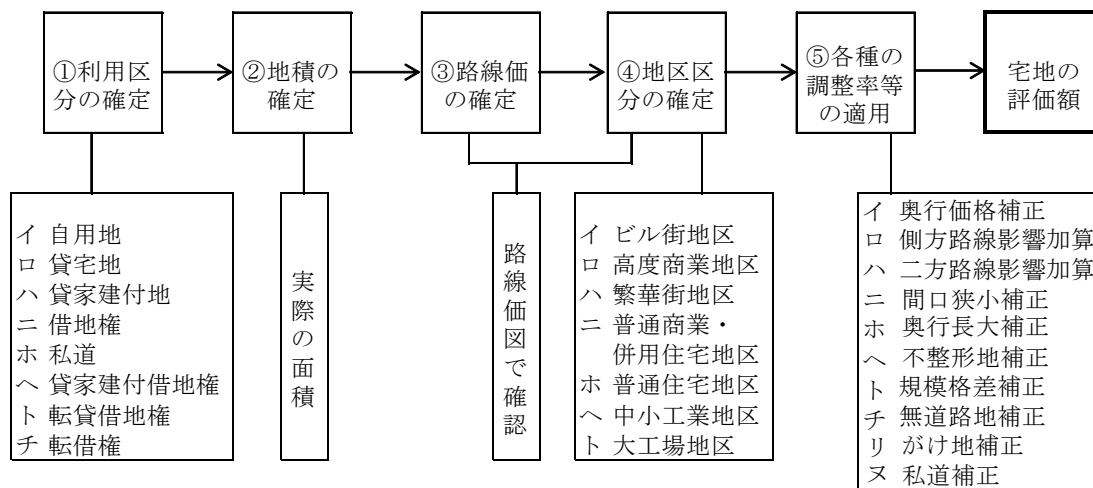 ①利用区
分の確定
②地積の
確定
③路線価
の確定
④地区区
分の確定
⑤各種の
調整率等
の適用
宅地の
評価額
イ 自用地
ロ 貸宅地
ハ 貸家建付地
ニ 借地権
ホ 私道
ヘ 貸家建付借地権
ト 転貸借地権
チ 転借権
実際の面積
路線価図で確認
イ ビル街地区
ロ 高度商業地区
ハ 繁華街地区
ニ 普通商業・
併用住宅地区
ホ 普通住宅地区
ヘ 中小工業地区
ト 大工場地区
イ 奥行価格補正
ロ 側方路線影響加算
ハ 二方路線影響加算
ニ 間口狭小補正
ホ 奥行長大補正
ヘ 不整形地補正
ト 規模格差補正
チ 無道路地補正
リ がけ地補正
ヌ 私道補正